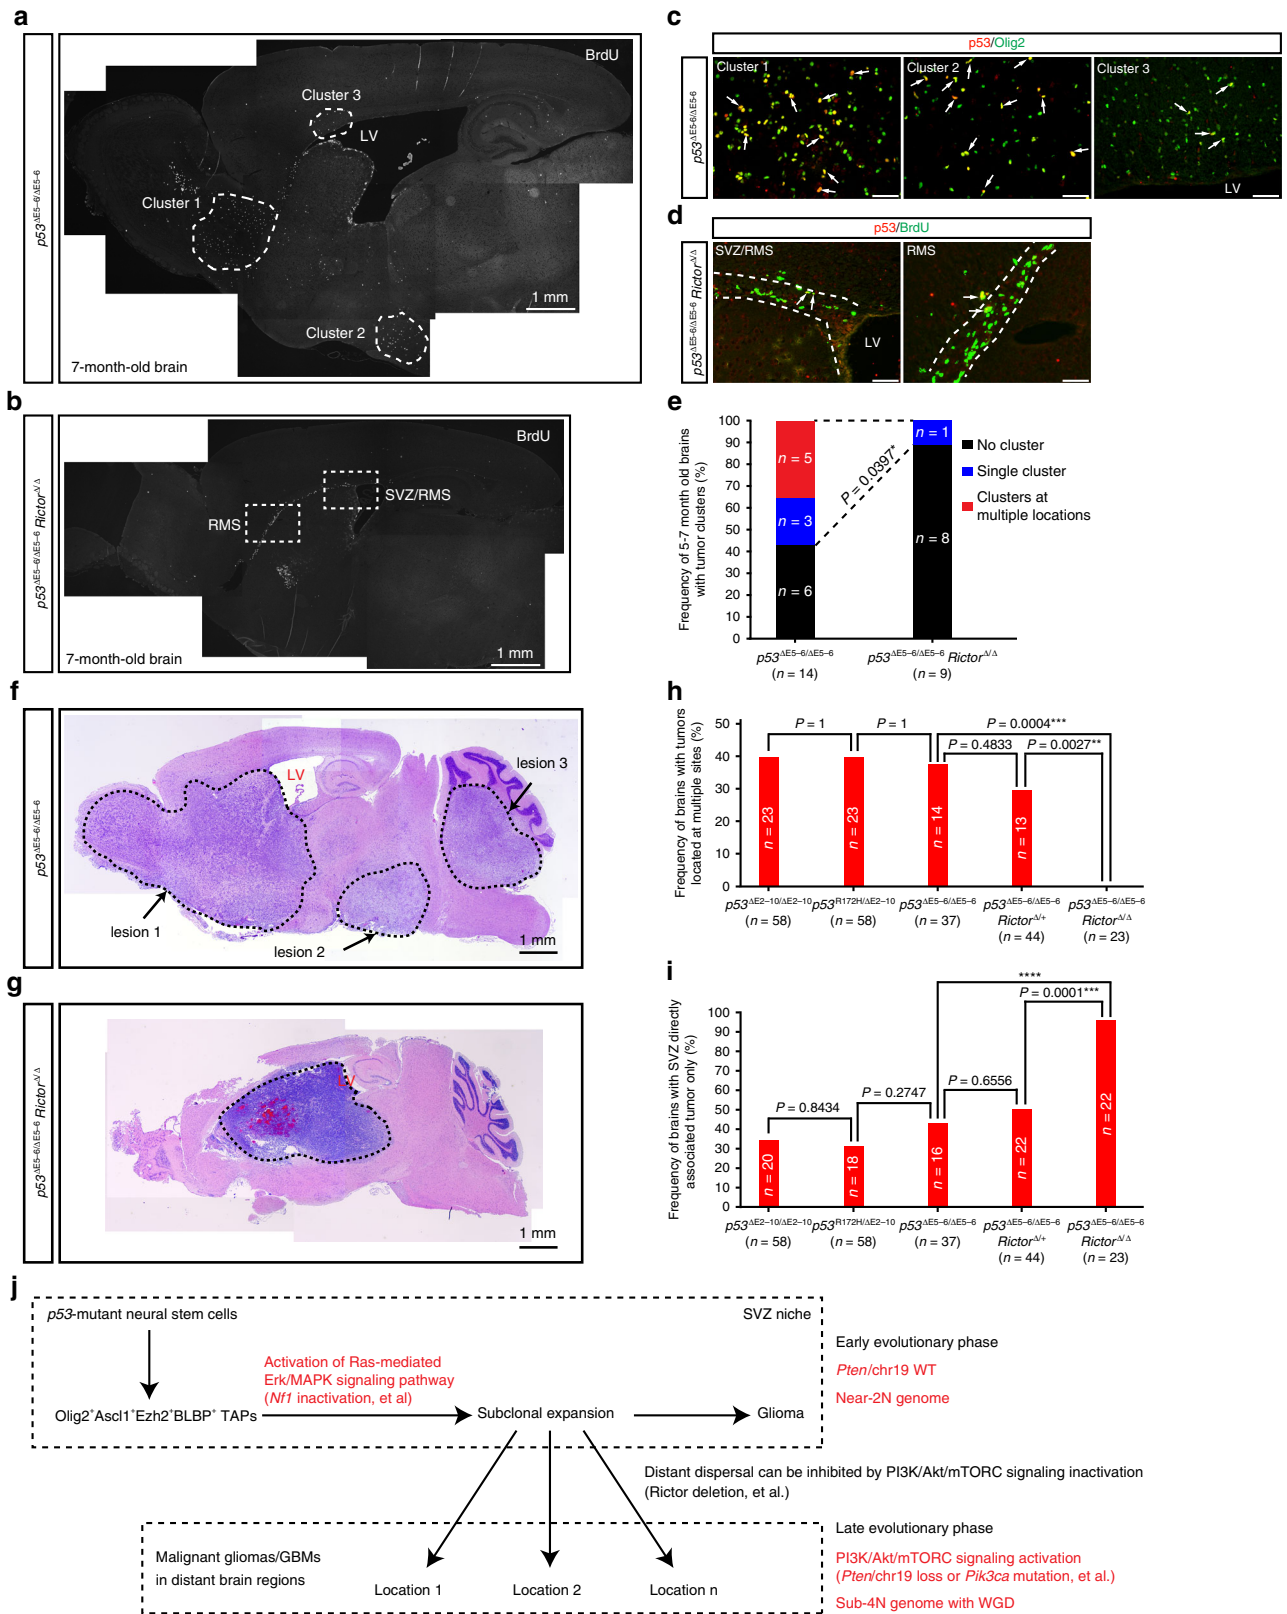 a
p53ΔE5–6/ΔE5–6
BrdU
Cluster 3
LV
Cluster 1
Cluster 2
1 mm
7-month-old brain
b
p53ΔE5–6/ΔE5–6 RictorΔ/Δ
BrdU
SVZ/RMS
RMS
1 mm
7-month-old brain
c
p53/Olig2
p53ΔE5-6/ΔE5-6
Cluster 1
Cluster 2
Cluster 3
LV
d
p53/BrdU
p53ΔE5–6/ΔE5–6 RictorΔ/Δ
SVZ/RMS
RMS
LV
e
Frequency of 5-7 month old brains
with tumor clusters (%)
100
90
80
70
60
50
40
30
20
10
0
n = 5
n = 3
n = 6
P = 0.0397*
n = 1
n = 8
No cluster
Single cluster
Clusters at
multiple locations
p53ΔE5–6/ΔE5–6
(n = 14)
p53ΔE5–6/ΔE5–6 RictorΔ/Δ
(n = 9)
f
p53ΔE5–6/ΔE5–6
LV
lesion 3
lesion 1
lesion 2
1 mm
g
p53ΔE5–6/ΔE5–6 RictorΔ/Δ
LV
1 mm
h
Frequency of brains with tumors
located at multiple sites (%)
50
40
30
20
10
0
P = 1
P = 1
P = 0.0004***
P = 0.4833
P = 0.0027**
n = 23
n = 23
n = 14
n = 13
p53ΔE2–10/ΔE2–10
(n = 58)
p53R172H/ΔE2–10
(n = 58)
p53ΔE5–6/ΔE5–6
(n = 37)
p53ΔE5–6/ΔE5–6
RictorΔ/+
(n = 44)
p53ΔE5–6/ΔE5–6
RictorΔ/Δ
(n = 23)
i
Frequency of brains with SVZ directly
associated tumor only (%)
100
90
80
70
60
50
40
30
20
10
0
****
P = 0.0001***
P = 0.6556
P = 0.2747
P = 0.8434
n = 20
n = 18
n = 16
n = 22
n = 22
p53ΔE2–10/ΔE2–10
(n = 58)
p53R172H/ΔE2–10
(n = 58)
p53ΔE5–6/ΔE5–6
(n = 37)
p53ΔE5–6/ΔE5–6
RictorΔ/+
(n = 44)
p53ΔE5–6/ΔE5–6
RictorΔ/Δ
(n = 23)
j
p53-mutant neural stem cells
SVZ niche
Activation of Ras-mediated
Erk/MAPK signaling pathway
(Nf1 inactivation, et al)
Olig2+Ascl1+Ezh2+BLBP+ TAPs
Subclonal expansion
Glioma
Early evolutionary phase
Pten/chr19 WT
Near-2N genome
Distant dispersal can be inhibited by PI3K/Akt/mTORC signaling inactivation
(Rictor deletion, et al.)
Malignant gliomas/GBMs
in distant brain regions
Location 1
Location 2
Location n
Late evolutionary phase
PI3K/Akt/mTORC signaling activation
(Pten/chr19 loss or Pik3ca mutation, et al.)
Sub-4N genome with WGD